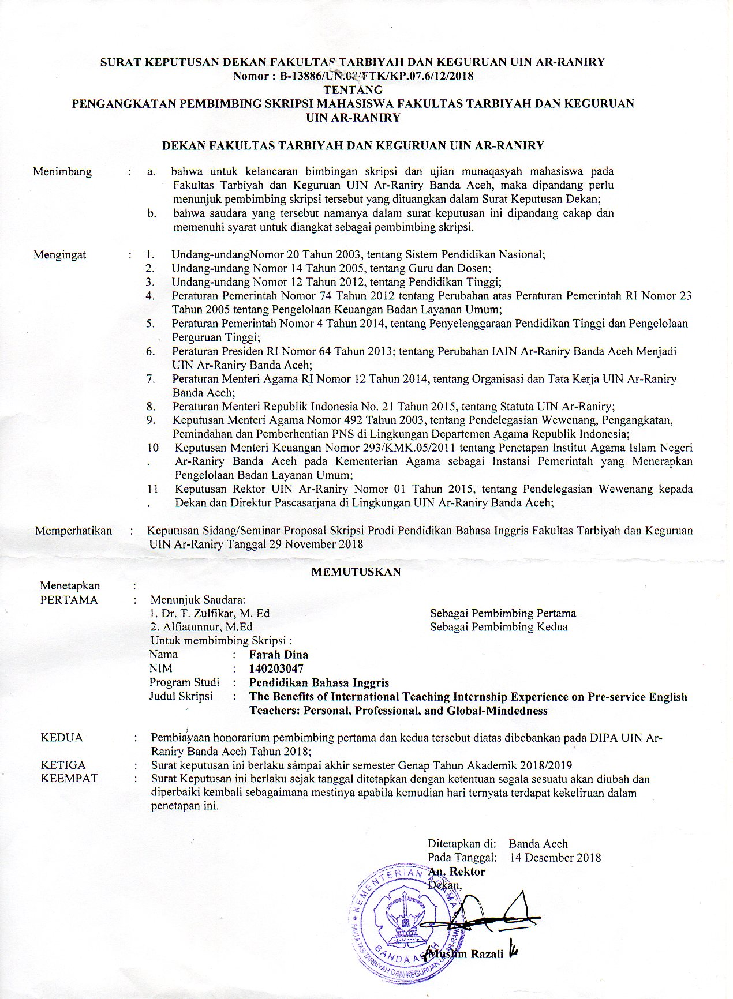 SURAT KEPUTUSAN DEKAN FAKULTAS TARBIYAH DAN KEGURUAN UIN AR-RANIRY
Nomor : B-13886/UN.08/FTK/KP.07.6/12/2018
TENTANG
PENGANGKATAN PEMBIMBING SKRIPSI MAHASISWA FAKULTAS TARBIYAH DAN KEGURUAN
UIN AR-RANIRY
DEKAN FAKULTAS TARBIYAH DAN KEGURUAN UIN AR-RANIRY
Menimbang : a. bahwa untuk kelancaran bimbingan skripsi dan ujian munaqasyah mahasiswa pada
Fakultas Tarbiyah dan Keguruan UIN Ar-Raniry Banda Aceh, maka dipandang perlu
menunjuk pembimbing skripsi tersebut yang dituangkan dalam Surat Keputusan Dekan;
b. bahwa saudara yang tersebut namanya dalam surat keputusan ini dipandang cakap dan
memenuhi syarat untuk diangkat sebagai pembimbing skripsi.
Mengingat : 1. Undang-undangNomor 20 Tahun 2003, tentang Sistem Pendidikan Nasional;
2. Undang-undang Nomor 14 Tahun 2005, tentang Guru dan Dosen;
3. Undang-undang Nomor 12 Tahun 2012, tentang Pendidikan Tinggi;
4. Peraturan Pemerintah Nomor 74 Tahun 2012 tentang Perubahan atas Peraturan Pemerintah RI Nomor 23
Tahun 2005 tentang Pengelolaan Keuangan Badan Layanan Umum;
5. Peraturan Pemerintah Nomor 4 Tahun 2014, tentang Penyelenggaraan Pendidikan Tinggi dan Pengelolaan
Perguruan Tinggi;
6. Peraturan Presiden RI Nomor 64 Tahun 2013; tentang Perubahan IAIN Ar-Raniry Banda Aceh Menjadi
UIN Ar-Raniry Banda Aceh;
7. Peraturan Menteri Agama RI Nomor 12 Tahun 2014, tentang Organisasi dan Tata Kerja UIN Ar-Raniry
Banda Aceh;
8. Peraturan Menteri Republik Indonesia No. 21 Tahun 2015, tentang Statuta UIN Ar-Raniry;
9. Keputusan Menteri Agama Nomor 492 Tahun 2003, tentang Pendelegasian Wewenang, Pengangkatan,
Pemindahan dan Pemberhentian PNS di Lingkungan Departemen Agama Republik Indonesia;
10 Keputusan Menteri Keuangan Nomor 293/KMK.05/2011 tentang Penetapan Institut Agama Islam Negeri
. Ar-Raniry Banda Aceh pada Kementerian Agama sebagai Instansi Pemerintah yang Menerapkan
Pengelolaan Badan Layanan Umum;
11 Keputusan Rektor UIN Ar-Raniry Nomor 01 Tahun 2015, tentang Pendelegasian Wewenang kepada
. Dekan dan Direktur Pascasarjana di Lingkungan UIN Ar-Raniry Banda Aceh;
Memperhatikan : Keputusan Sidang/Seminar Proposal Skripsi Prodi Pendidikan Bahasa Inggris Fakultas Tarbiyah dan Keguruan
UIN Ar-Raniry Tanggal 29 November 2018
MEMUTUSKAN
Menetapkan :
PERTAMA : Menunjuk Saudara:
1. Dr. T. Zulfikar, M. Ed Sebagai Pembimbing Pertama
2. Alfiatunnur, M.Ed Sebagai Pembimbing Kedua
Untuk membimbing Skripsi :
Nama : Farah Dina
NIM : 140203047
Program Studi : Pendidikan Bahasa Inggris
Judul Skripsi : The Benefits of International Teaching Internship Experience on Pre-service English
Teachers: Personal, Professional, and Global-Mindedness
KEDUA : Pembiayaan honorarium pembimbing pertama dan kedua tersebut diatas dibebankan pada DIPA UIN Ar-
Raniry Banda Aceh Tahun 2018;
KETIGA : Surat keputusan ini berlaku sampai akhir semester Genap Tahun Akademik 2018/2019
KEEMPAT : Surat Keputusan ini berlaku sejak tanggal ditetapkan dengan ketentuan segala sesuatu akan diubah dan
diperbaiki kembali sebagaimana mestinya apabila kemudian hari ternyata terdapat kekeliruan dalam
penetapan ini.
Ditetapkan di: Banda Aceh
Pada Tanggal: 14 Desember 2018
An. Rektor
Dekan,
KEMENTERIAN AGAMA
BANDA ACEH
FAKULTAS TARBIYAH DAN KEGURUAN UIN AR-RANIRY
Muslim Razali